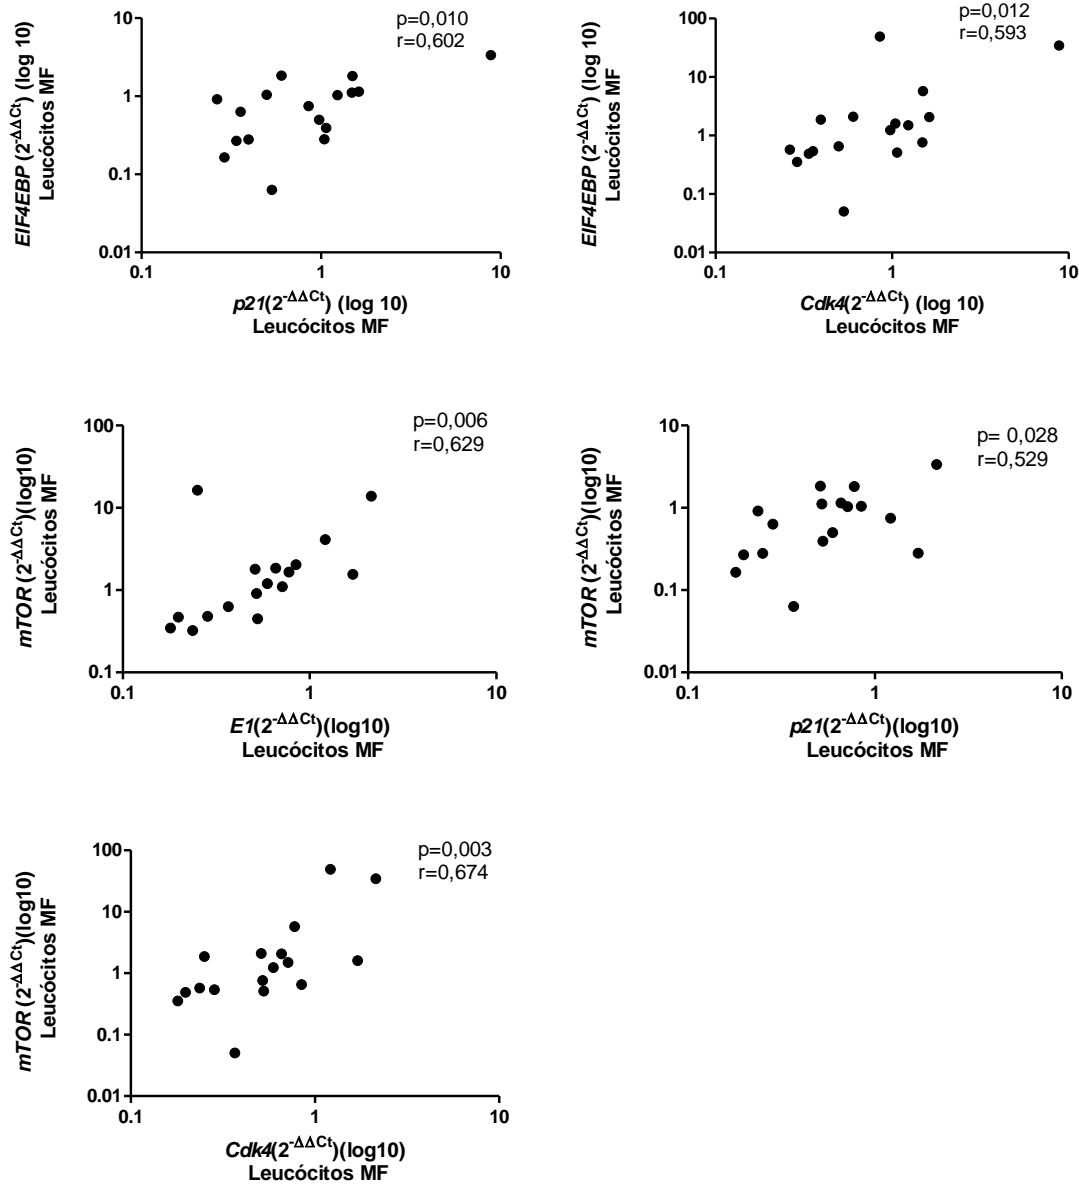 p=0,010
r=0,602
EIF4EBP (2-ΔΔCt) (log 10)
Leucócitos MF
10
1
0.1
0.01
0.1
1
10
p21(2-ΔΔCt) (log 10)
Leucócitos MF
p=0,012
r=0,593
EIF4EBP (2-ΔΔCt) (log 10)
Leucócitos MF
100
10
1
0.1
0.01
0.1
1
10
Cdk4(2-ΔΔCt) (log 10)
Leucócitos MF
p=0,006
r=0,629
mTOR (2-ΔΔCt)(log10)
Leucócitos MF
100
10
1
0.1
0.1
1
10
E1(2-ΔΔCt)(log10)
Leucócitos MF
p= 0,028
r=0,529
mTOR (2-ΔΔCt)(log10)
Leucócitos MF
10
1
0.1
0.01
0.1
1
10
p21(2-ΔΔCt)(log10)
Leucócitos MF
p=0,003
r=0,674
mTOR (2-ΔΔCt)(log10)
Leucócitos MF
100
10
1
0.1
0.01
0.1
1
10
Cdk4(2-ΔΔCt)(log10)
Leucócitos MF